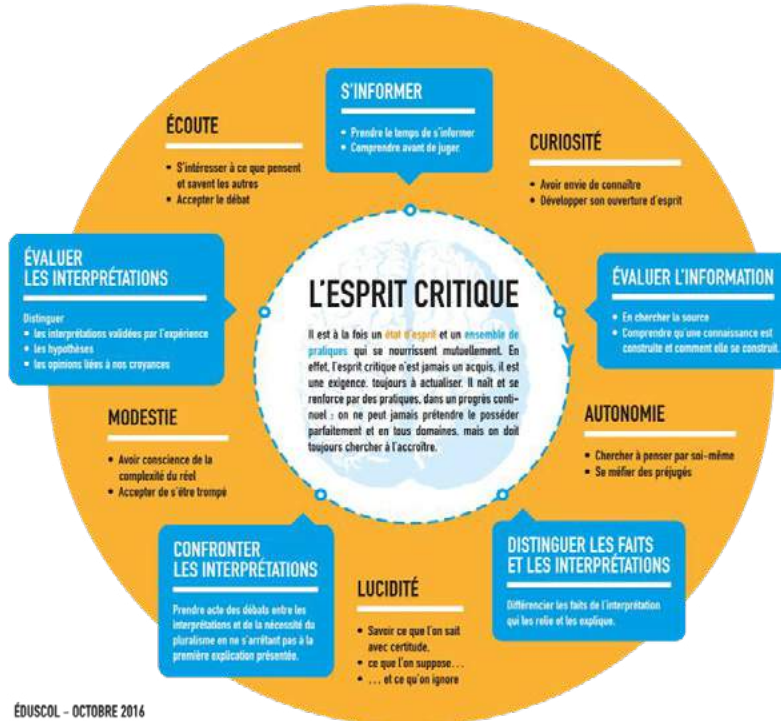 S'INFORMER
• Prendre le temps de s'informer
• Comprendre avant de juger
CURIOSITÉ
• Avoir envie de connaître
• Développer son ouverture d'esprit
ÉVALUER L'INFORMATION
• En chercher la source
• Comprendre qu'une connaissance est
construite et comment elle se construit.
AUTONOMIE
• Chercher à penser par soi-même
• Se méfier des préjugés
DISTINGUER LES FAITS
ET LES INTERPRÉTATIONS
Différencier les faits de l'interprétation
qui les relie et les explique.
LUCIDITÉ
• Savoir ce que l'on sait
avec certitude,
• ce que l'on suppose...
• ... et ce qu'on ignore
CONFRONTER
LES INTERPRÉTATIONS
Prendre acte des débats entre les
interprétations et de la nécessité du
pluralisme en ne s'arrêtant pas à la
première explication présentée.
MODESTIE
• Avoir conscience de la
complexité du réel
• Accepter de s'être trompé
ÉVALUER
LES INTERPRÉTATIONS
Distinguer
• les interprétations validées par l'expérience
• les hypothèses
• les opinions liées à nos croyances
ÉCOUTE
• S'intéresser à ce que pensent
et savent les autres
• Accepter le débat
L'ESPRIT CRITIQUE
Il est à la fois un état d'esprit et un ensemble de
pratiques qui se nourrissent mutuellement. En
effet, l'esprit critique n'est jamais un acquis, il est
une exigence, toujours à actualiser. Il naît et se
renforce par des pratiques, dans un progrès conti-
nuel : on ne peut jamais prétendre le posséder
parfaitement et en tous domaines, mais on doit
toujours chercher à l'accroître.
ÉDUSCOL - OCTOBRE 2016